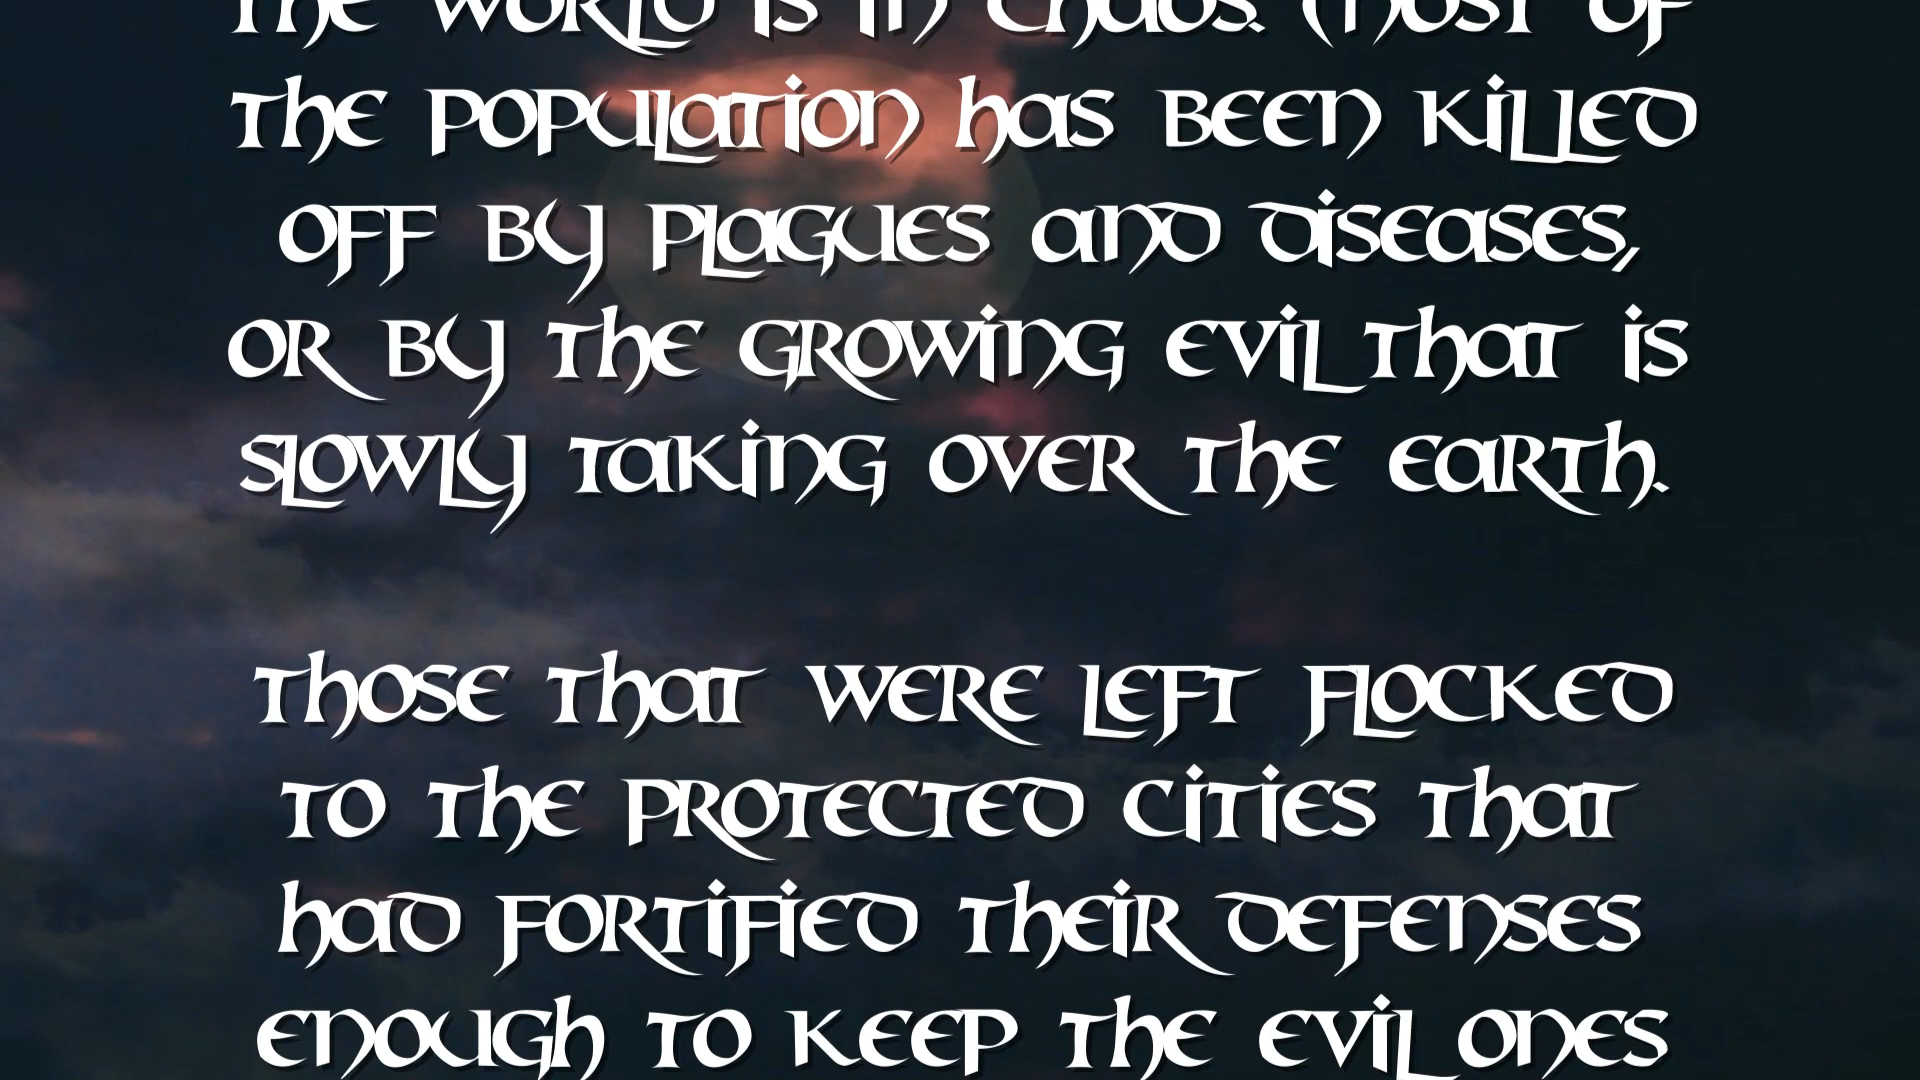 The world is in chaos. Most of
the population has been killed
off by plagues and diseases,
or by the growing evil that is
slowly taking over the earth.
Those that were left flocked
to the protected cities that
had fortified their defenses
enough to keep the evil ones